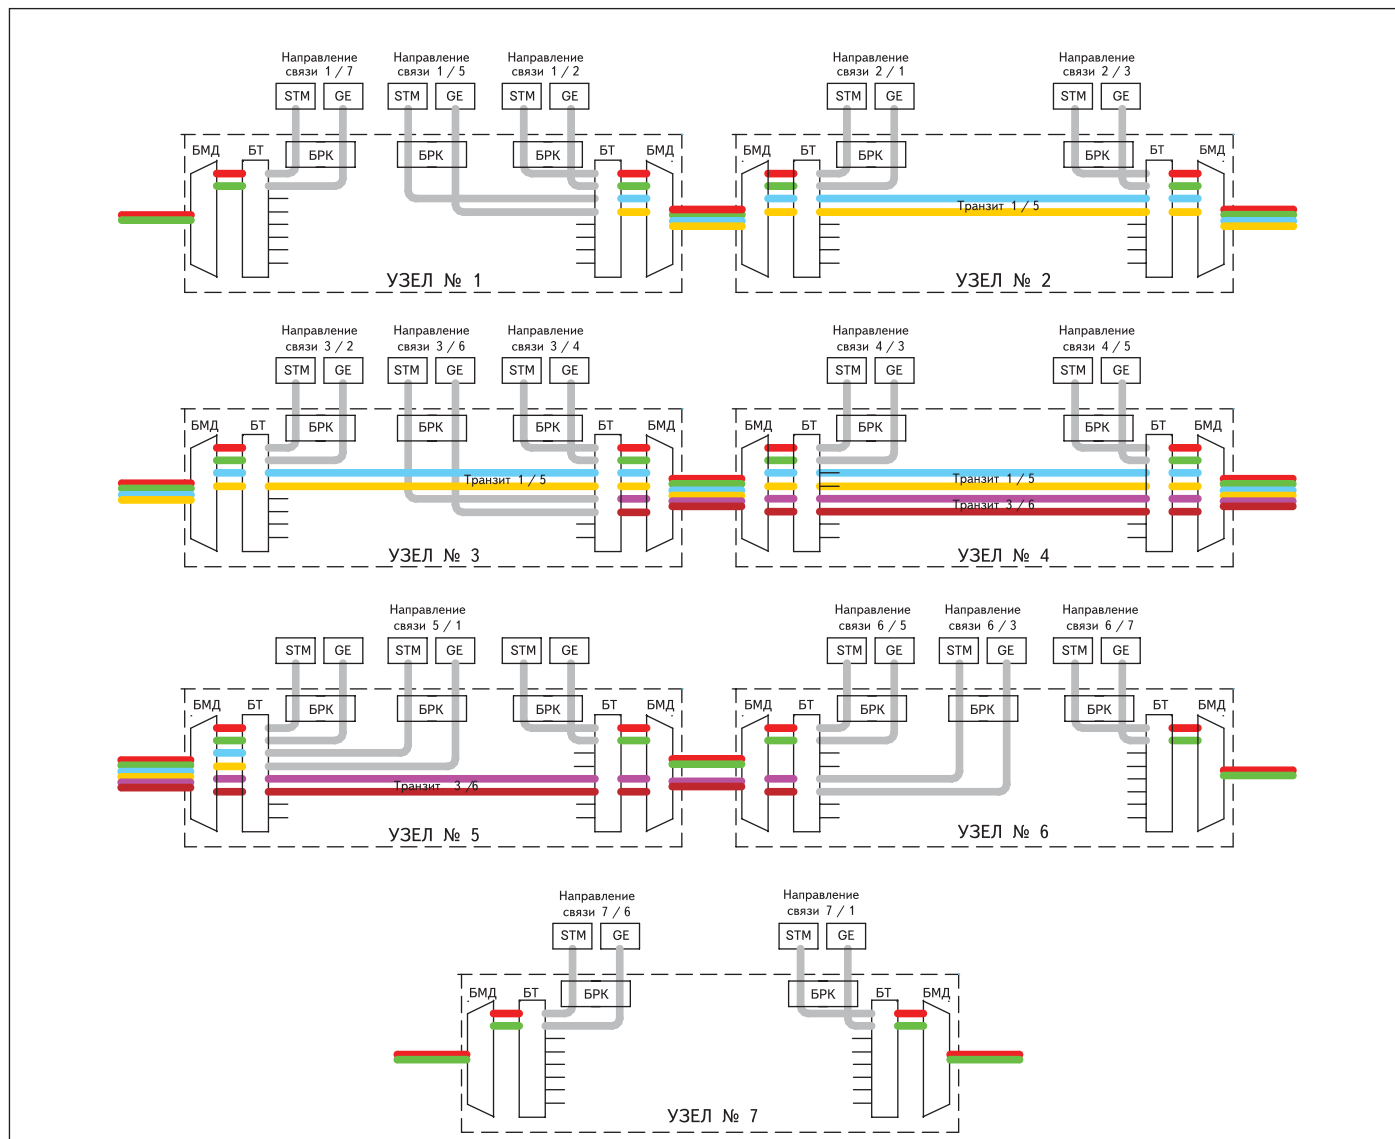 Направление
связи 1 / 7
Направление
связи 1 / 5
Направление
связи 1 / 2
Направление
связи 2 / 1
Направление
связи 2 / 3
STM GE STM GE STM GE STM GE STM GE
БМД БТ БРК БРК БРК БТ БМД БМД БТ БРК БРК БТ БМД
Транзит 1 / 5
УЗЕЛ № 1
УЗЕЛ № 2
Направление
связи 3 / 2
Направление
связи 3 / 6
Направление
связи 3 / 4
Направление
связи 4 / 3
Направление
связи 4 / 5
STM GE STM GE STM GE STM GE STM GE
БМД БТ БРК БРК БРК БТ БМД БМД БТ БРК БРК БТ БМД
Транзит 1 / 5
Транзит 1 / 5
Транзит 3 / 6
УЗЕЛ № 3
УЗЕЛ № 4
Направление
связи 5 / 1
Направление
связи 6 / 5
Направление
связи 6 / 3
Направление
связи 6 / 7
STM GE STM GE STM GE STM GE STM GE STM GE
БМД БТ БРК БРК БРК БТ БМД БМД БТ БРК БРК БРК БТ БМД
Транзит 3 /6
УЗЕЛ № 5
УЗЕЛ № 6
Направление
связи 7 / 6
Направление
связи 7 / 1
STM GE STM GE
БМД БТ БРК БРК БТ БМД
УЗЕЛ № 7